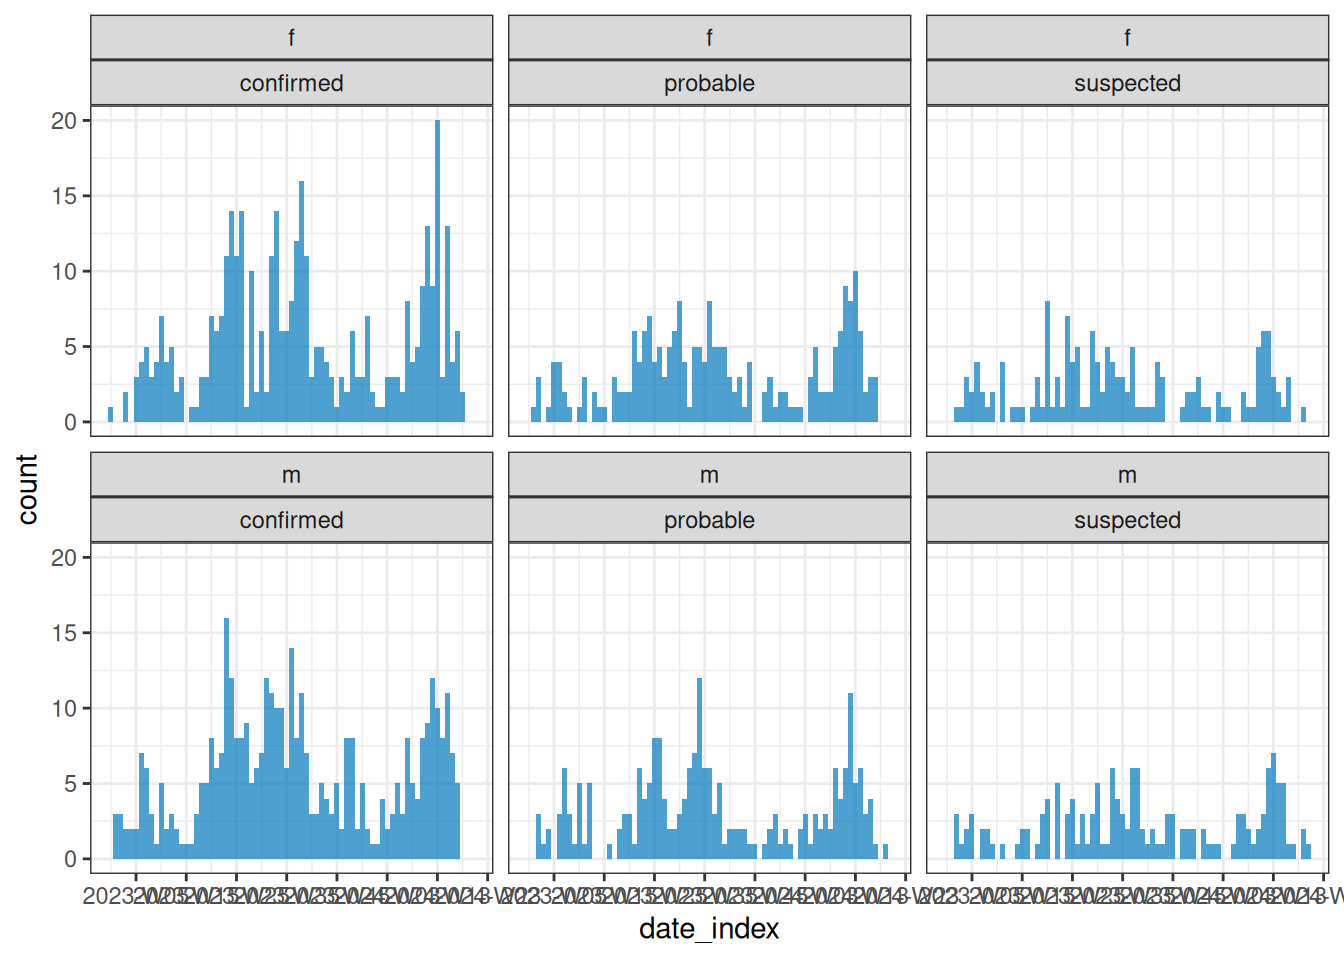 f f f
confirmed probable suspected
20
15
10
5
0
m m m
confirmed probable suspected
20
15
10
5
0
count
date_index